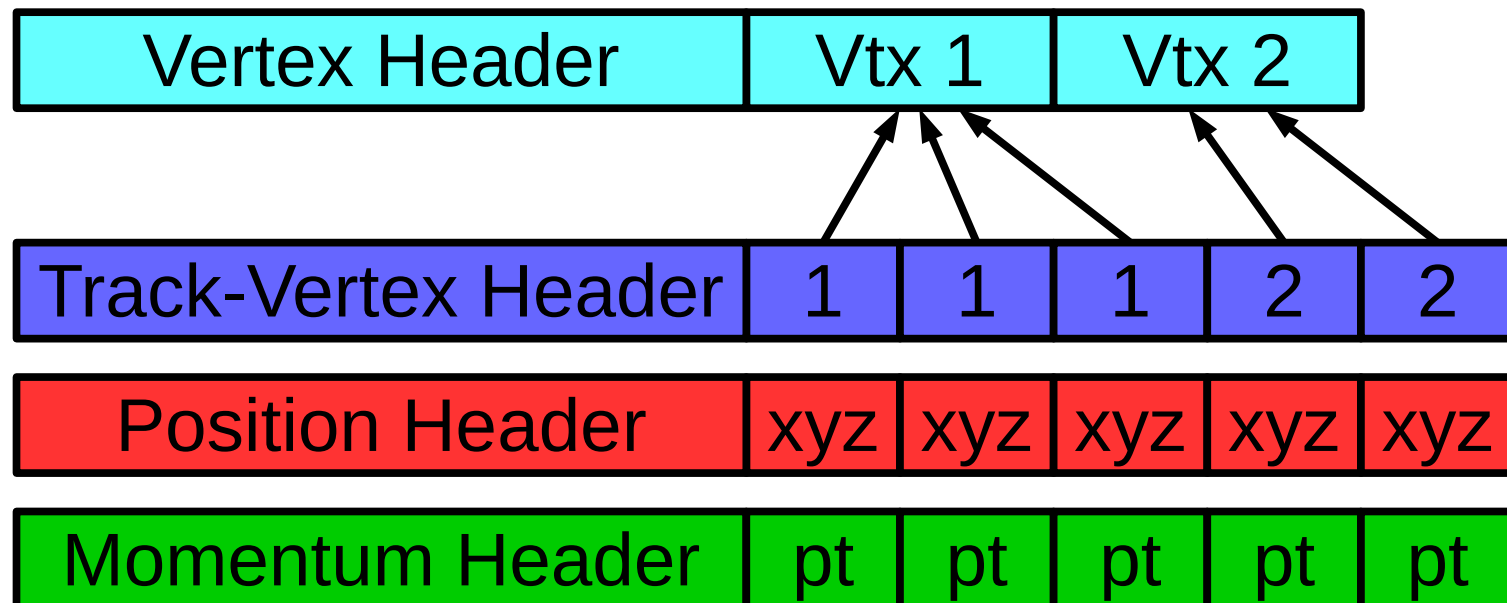 Vertex Header Vtx 1 Vtx 2
Track-Vertex Header 1 1 1 2 2
Position Header xyz xyz xyz xyz xyz
Momentum Header pt pt pt pt pt